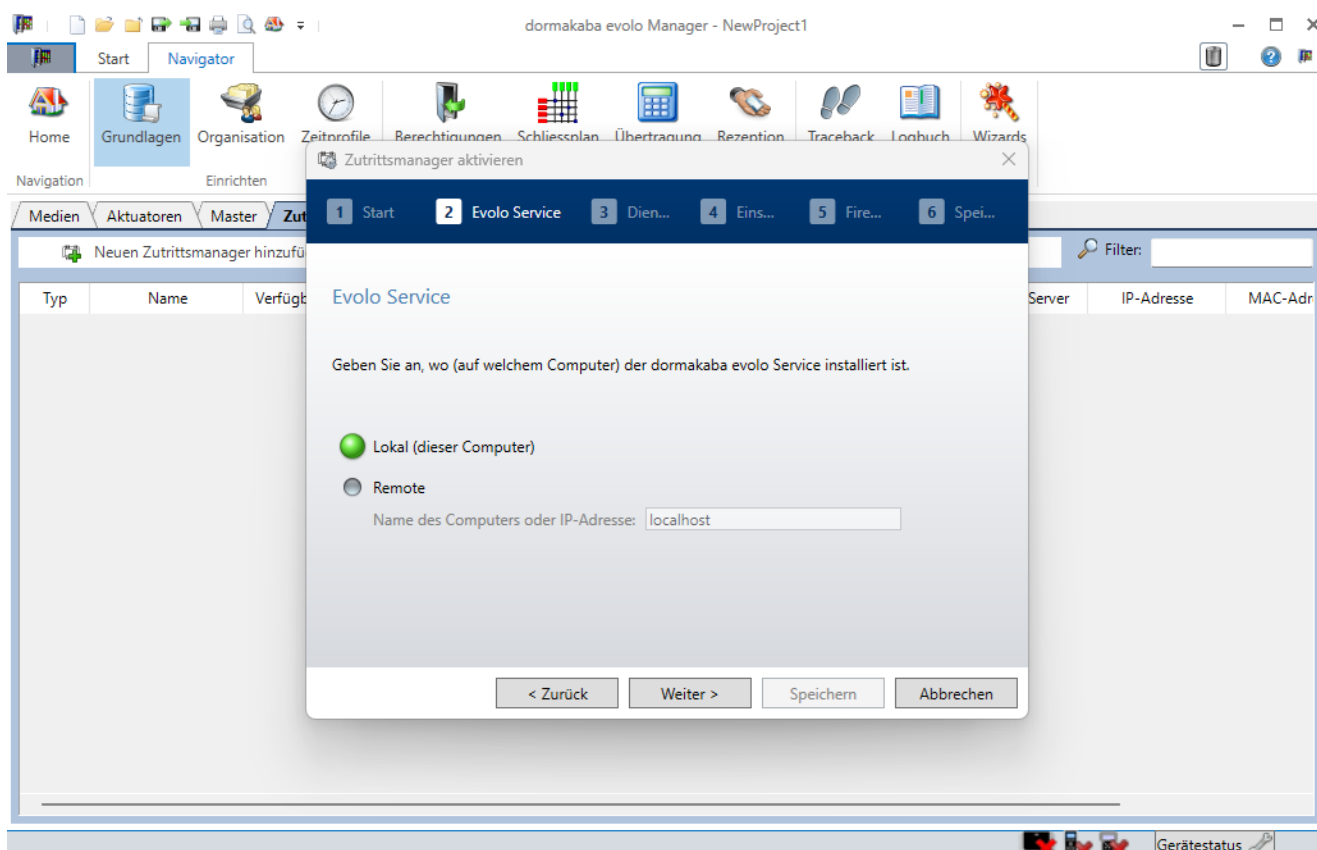 dormakaba evolo Manager - NewProject1
Start Navigator
Home Grundlagen Organisation Zeitprofile Berechtigungen Schliessplan Übertragung Rezeption Traceback Logbuch Wizards
Navigation Einrichten
Zutrittsmanager aktivieren
Medien Aktuatoren Master Zut
1 Start 2 Evolo Service 3 Dien... 4 Eins... 5 Fire... 6 Spei...
Neuen Zutrittsmanager hinzufü
Filter:
Typ Name Verfügb Server IP-Adresse MAC-Adr
Evolo Service
Geben Sie an, wo (auf welchem Computer) der dormakaba evolo Service installiert ist.
Lokal (dieser Computer)
Remote
Name des Computers oder IP-Adresse: localhost
< Zurück Weiter > Speichern Abbrechen
Gerätestatus